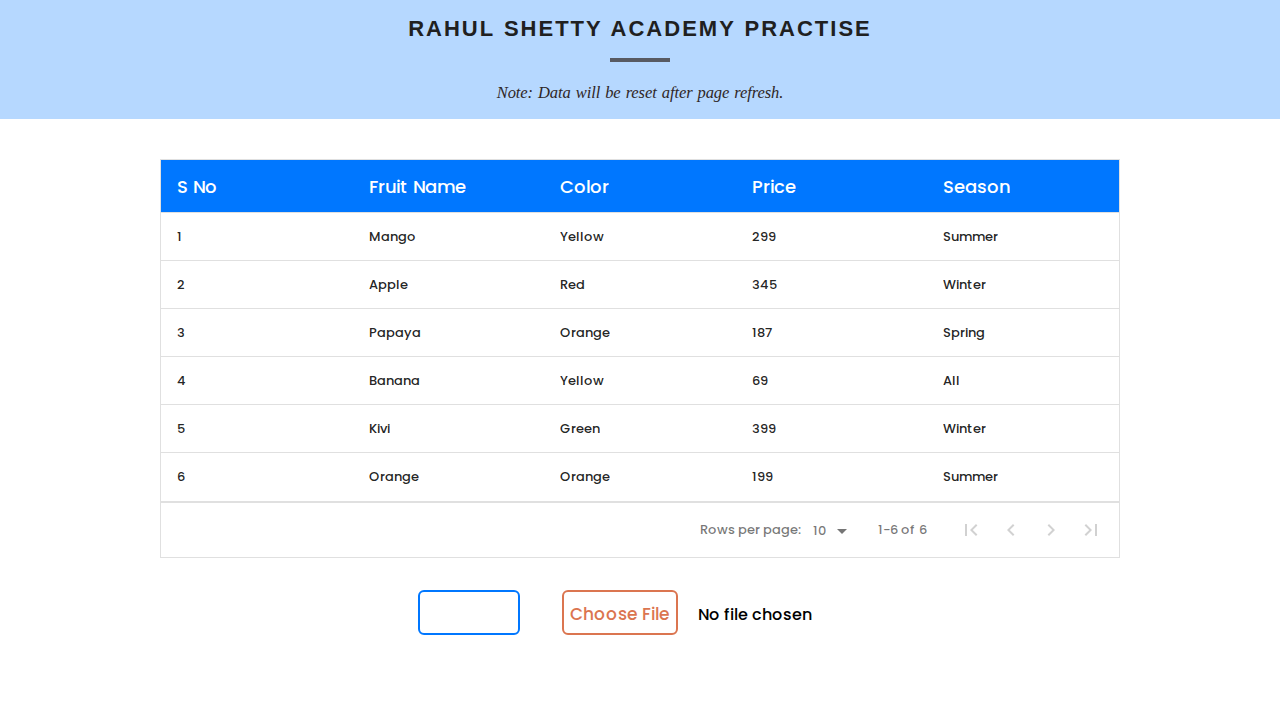 RAHUL SHETTY ACADEMY PRACTISE
Note: Data will be reset after page refresh.
S No Fruit Name Color Price Season
1 Mango Yellow 299 Summer
2 Apple Red 345 Winter
3 Papaya Orange 187 Spring
4 Banana Yellow 69 All
5 Kivi Green 399 Winter
6 Orange Orange 199 Summer
Rows per page: 10 1-6 of 6
Choose File No file chosen